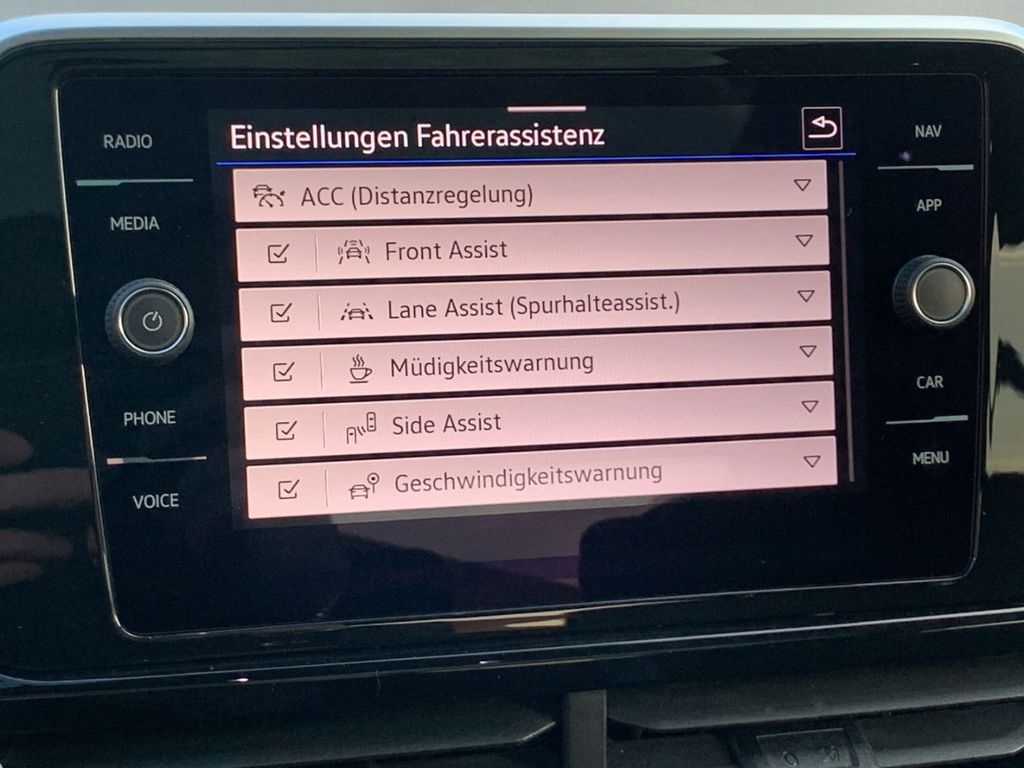 RADIO
MEDIA
PHONE
VOICE
Einstellungen Fahrerassistenz
ACC (Distanzregelung)
Front Assist
Lane Assist (Spurhalteassist.)
Müdigkeitswarnung
Side Assist
Geschwindigkeitswarnung
NAV
APP
CAR
MENU